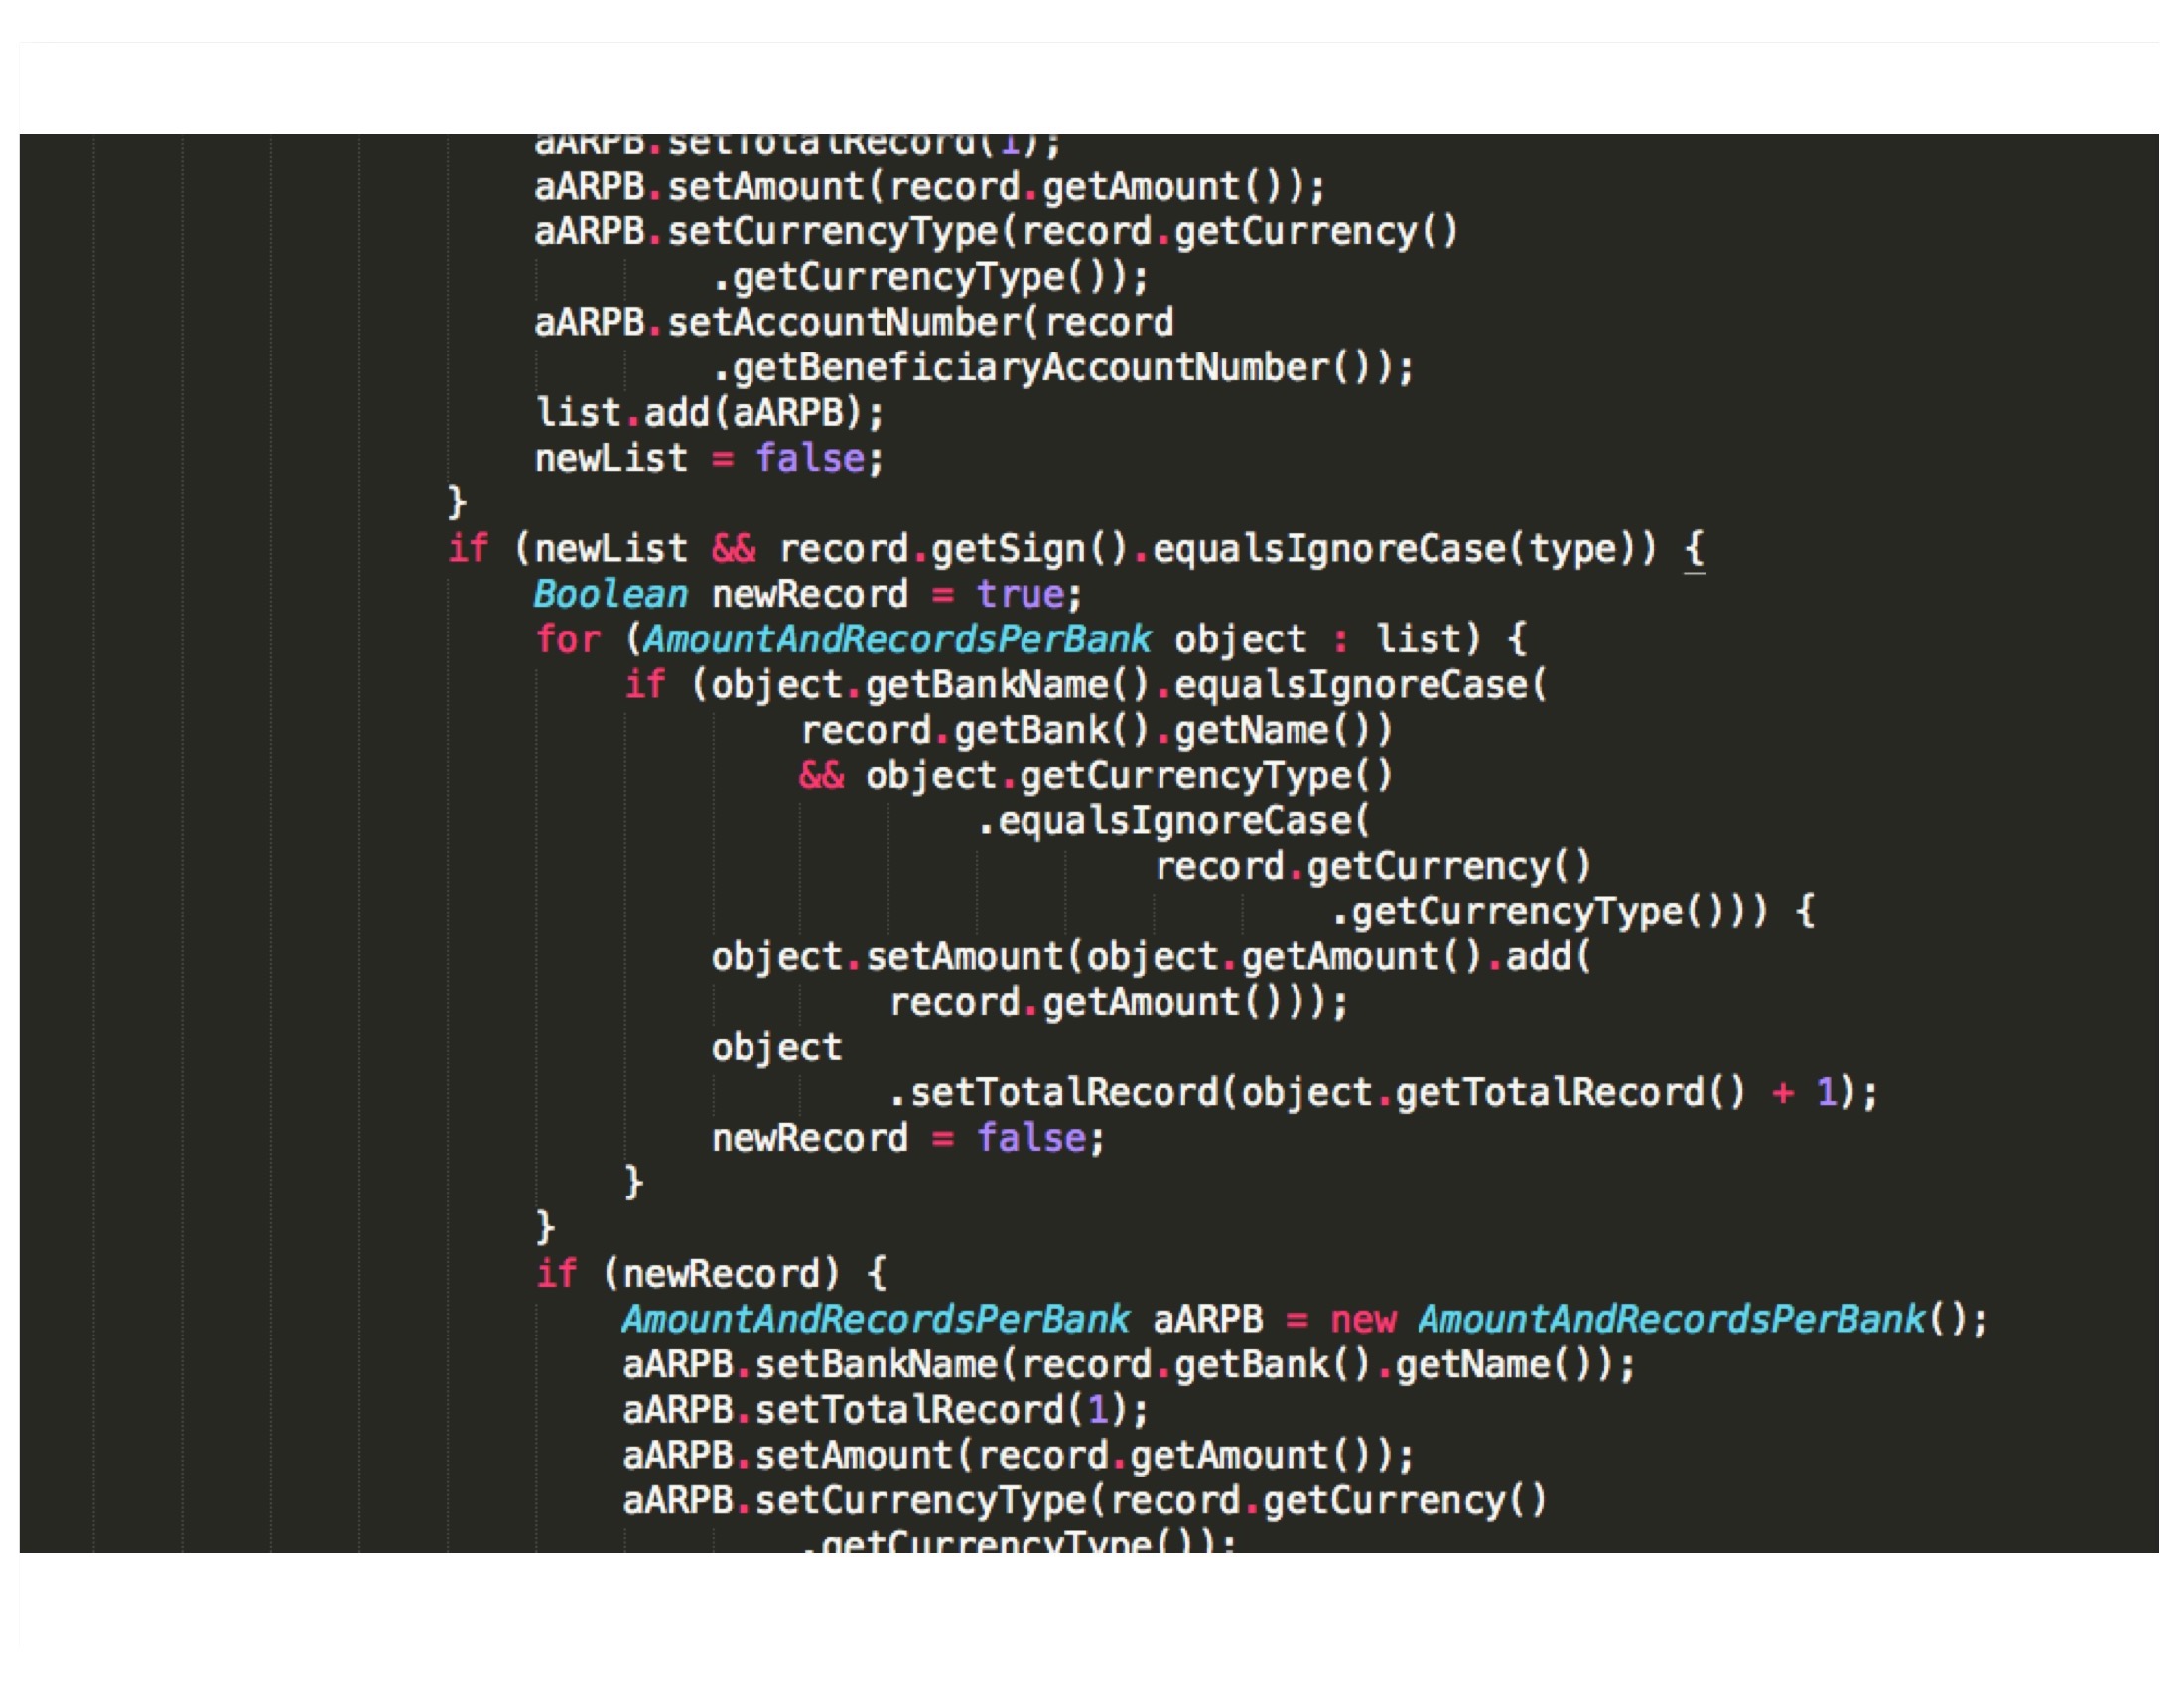 aARPB.setTotalRecord(1);
aARPB.setAmount(record.getAmount());
aARPB.setCurrencyType(record.getCurrency()
.getCurrencyType());
aARPB.setAccountNumber(record
.getBeneficiaryAccountNumber());
list.add(aARPB);
newList = false;
}
if (newList && record.getSign().equalsIgnoreCase(type)) {
Boolean newRecord = true;
for (AmountAndRecordsPerBank object : list) {
if (object.getBankName().equalsIgnoreCase(
record.getBank().getName())
&& object.getCurrencyType()
.equalsIgnoreCase(
record.getCurrency()
.getCurrencyType())) {
object.setAmount(object.getAmount().add(
record.getAmount()));
object
.setTotalRecord(object.getTotalRecord() + 1);
newRecord = false;
}
}
if (newRecord) {
AmountAndRecordsPerBank aARPB = new AmountAndRecordsPerBank();
aARPB.setBankName(record.getBank().getName());
aARPB.setTotalRecord(1);
aARPB.setAmount(record.getAmount());
aARPB.setCurrencyType(record.getCurrency()
.getCurrencyType());